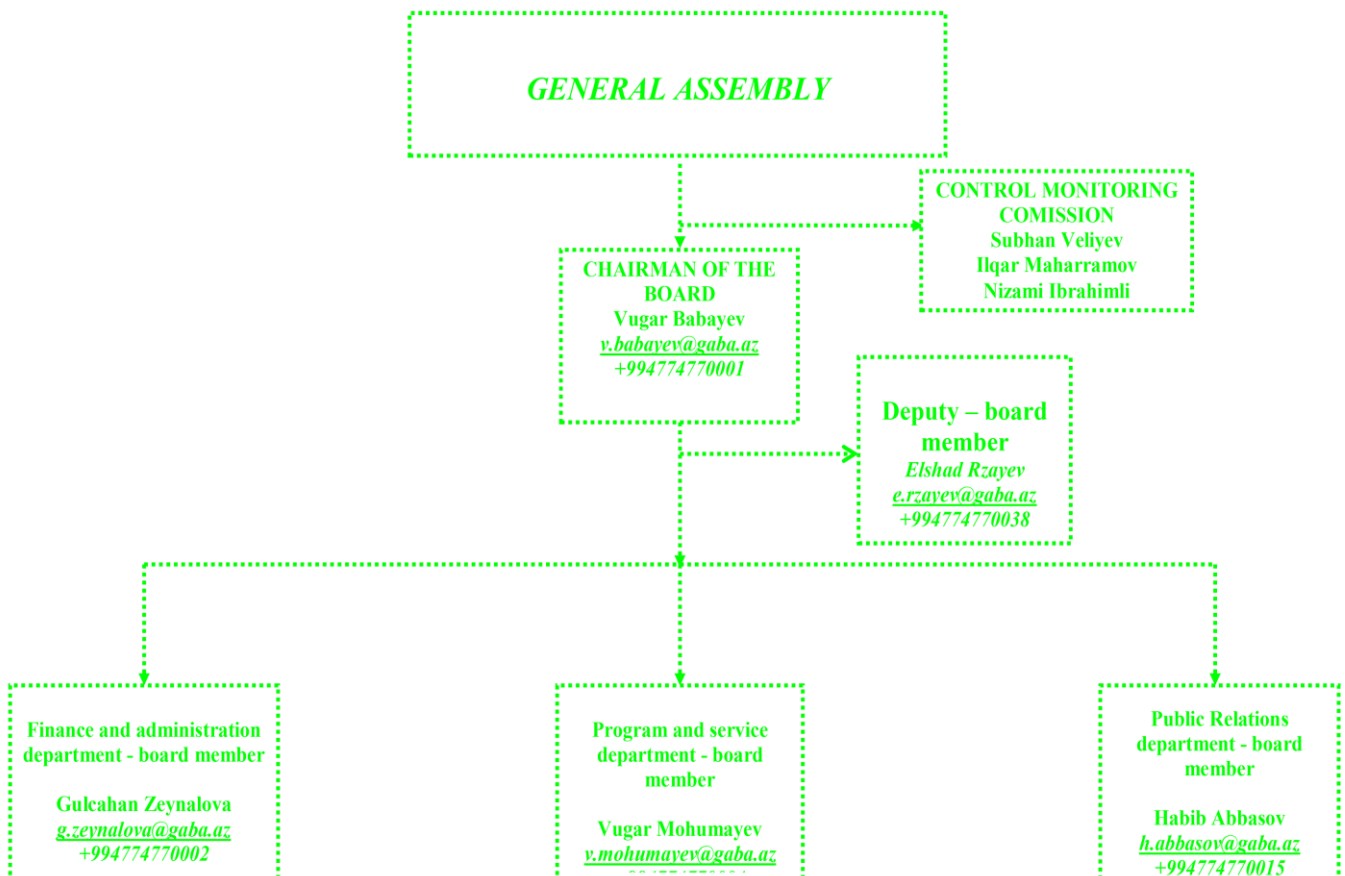 GENERAL ASSEMBLY
CONTROL MONITORING
COMISSION
Subhan Veliyev
Ilqar Maharramov
Nizami Ibrahimli
CHAIRMAN OF THE
BOARD
Vugar Babayev
v.babayev@gaba.az
+994774770001
Deputy – board
member
Elshad Rzayev
e.rzayev@gaba.az
+994774770038
Finance and administration
department - board member
Gulcahan Zeynalova
g.zeynalova@gaba.az
+994774770002
Program and service
department - board
member
Vugar Mohumayev
v.mohumayev@gaba.az
Public Relations
department - board
member
Habib Abbasov
h.abbasov@gaba.az
+994774770015